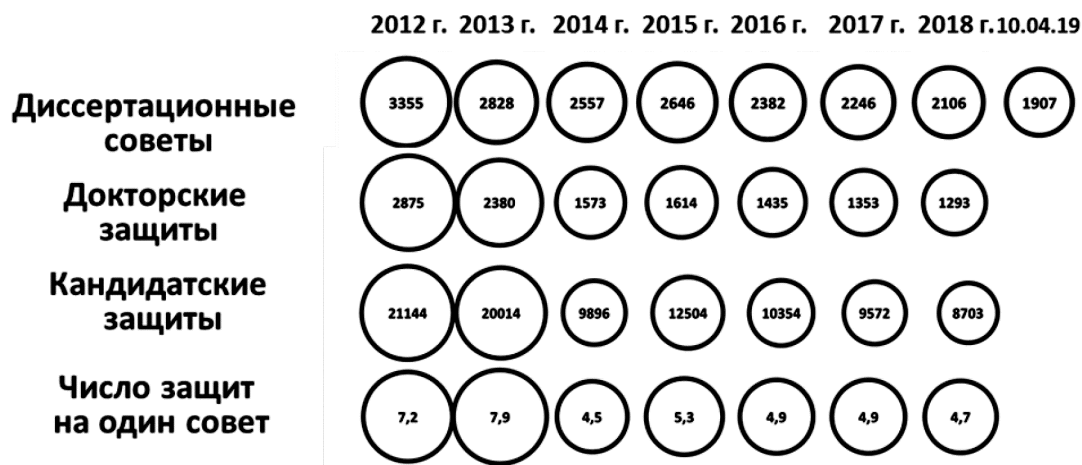 2012 г. 2013 г. 2014 г. 2015 г. 2016 г. 2017 г. 2018 г. 10.04.19
Диссертационные
советы
3355 2828 2557 2646 2382 2246 2106 1907
Докторские
защиты
2875 2380 1573 1614 1435 1353 1293
Кандидатские
защиты
21144 20014 9896 12504 10354 9572 8703
Число защит
на один совет
7,2 7,9 4,5 5,3 4,9 4,9 4,7